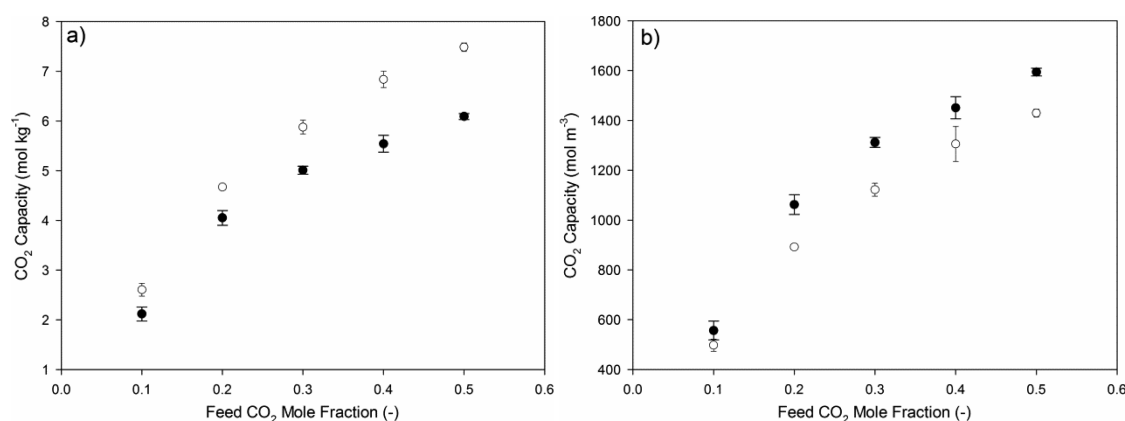 a)
CO2 Capacity (mol kg-1)
8
7
6
5
4
3
2
1
0.0 0.1 0.2 0.3 0.4 0.5 0.6
Feed CO2 Mole Fraction (-)
b)
CO2 Capacity (mol m-3)
1800
1600
1400
1200
1000
800
600
400
0.0 0.1 0.2 0.3 0.4 0.5 0.6
Feed CO2 Mole Fraction (-)